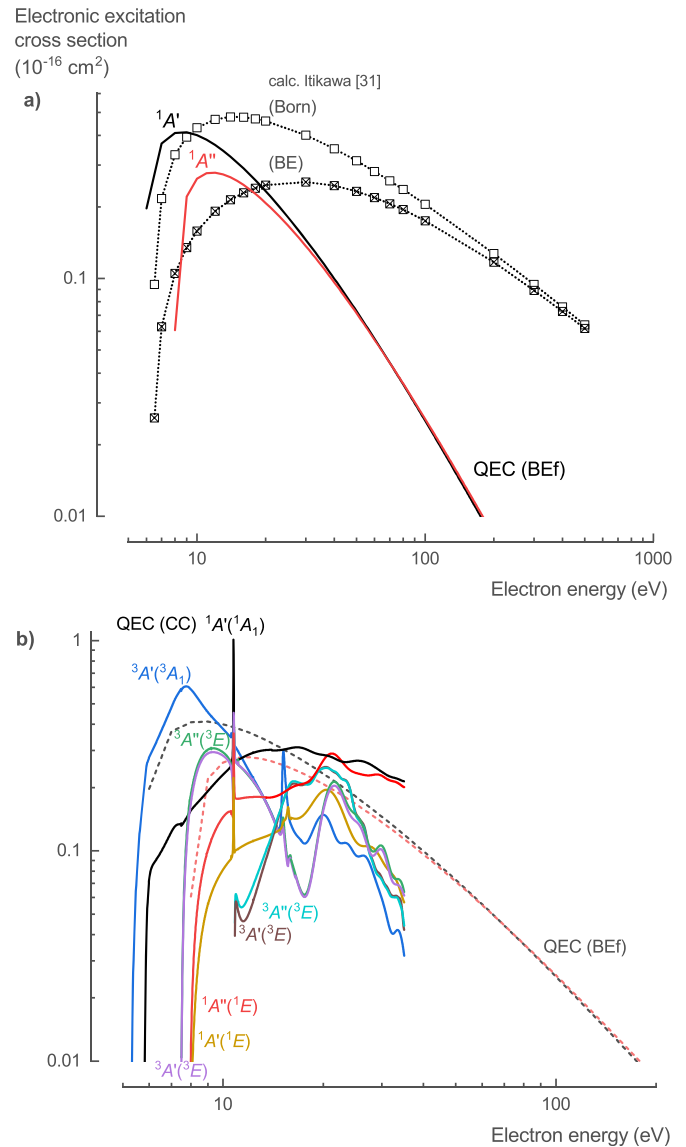 Electronic excitation
cross section
(10⁻¹⁶ cm²)
a)
calc. Itikawa [31]
(Born)
¹A'
¹A"
(BE)
0.1
QEC (BEf)
0.01
10
100
1000
Electron energy (eV)
b)
QEC (CC)
¹A'(¹A₁)
1
³A'(³A₁)
³A"(³E)
0.1
³A"(³E)
³A'(³E)
QEC (BEf)
¹A"(¹E)
¹A'(¹E)
0.01
³A'(³E)
10
100
Electron energy (eV)